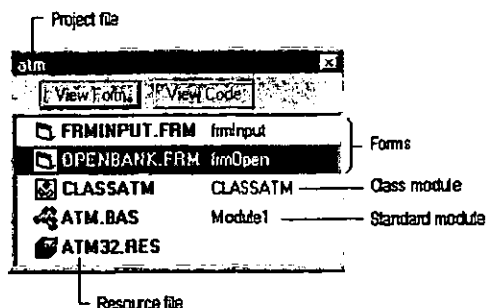 Project file
atm
View Form View Code
FRMINPUT.FRM frmInput
OPENBANK.FRM frmOpen
Forms
CLASSATM CLASSATM Class module
ATM.BAS Module1 Standard module
ATM32.RES
Resource file